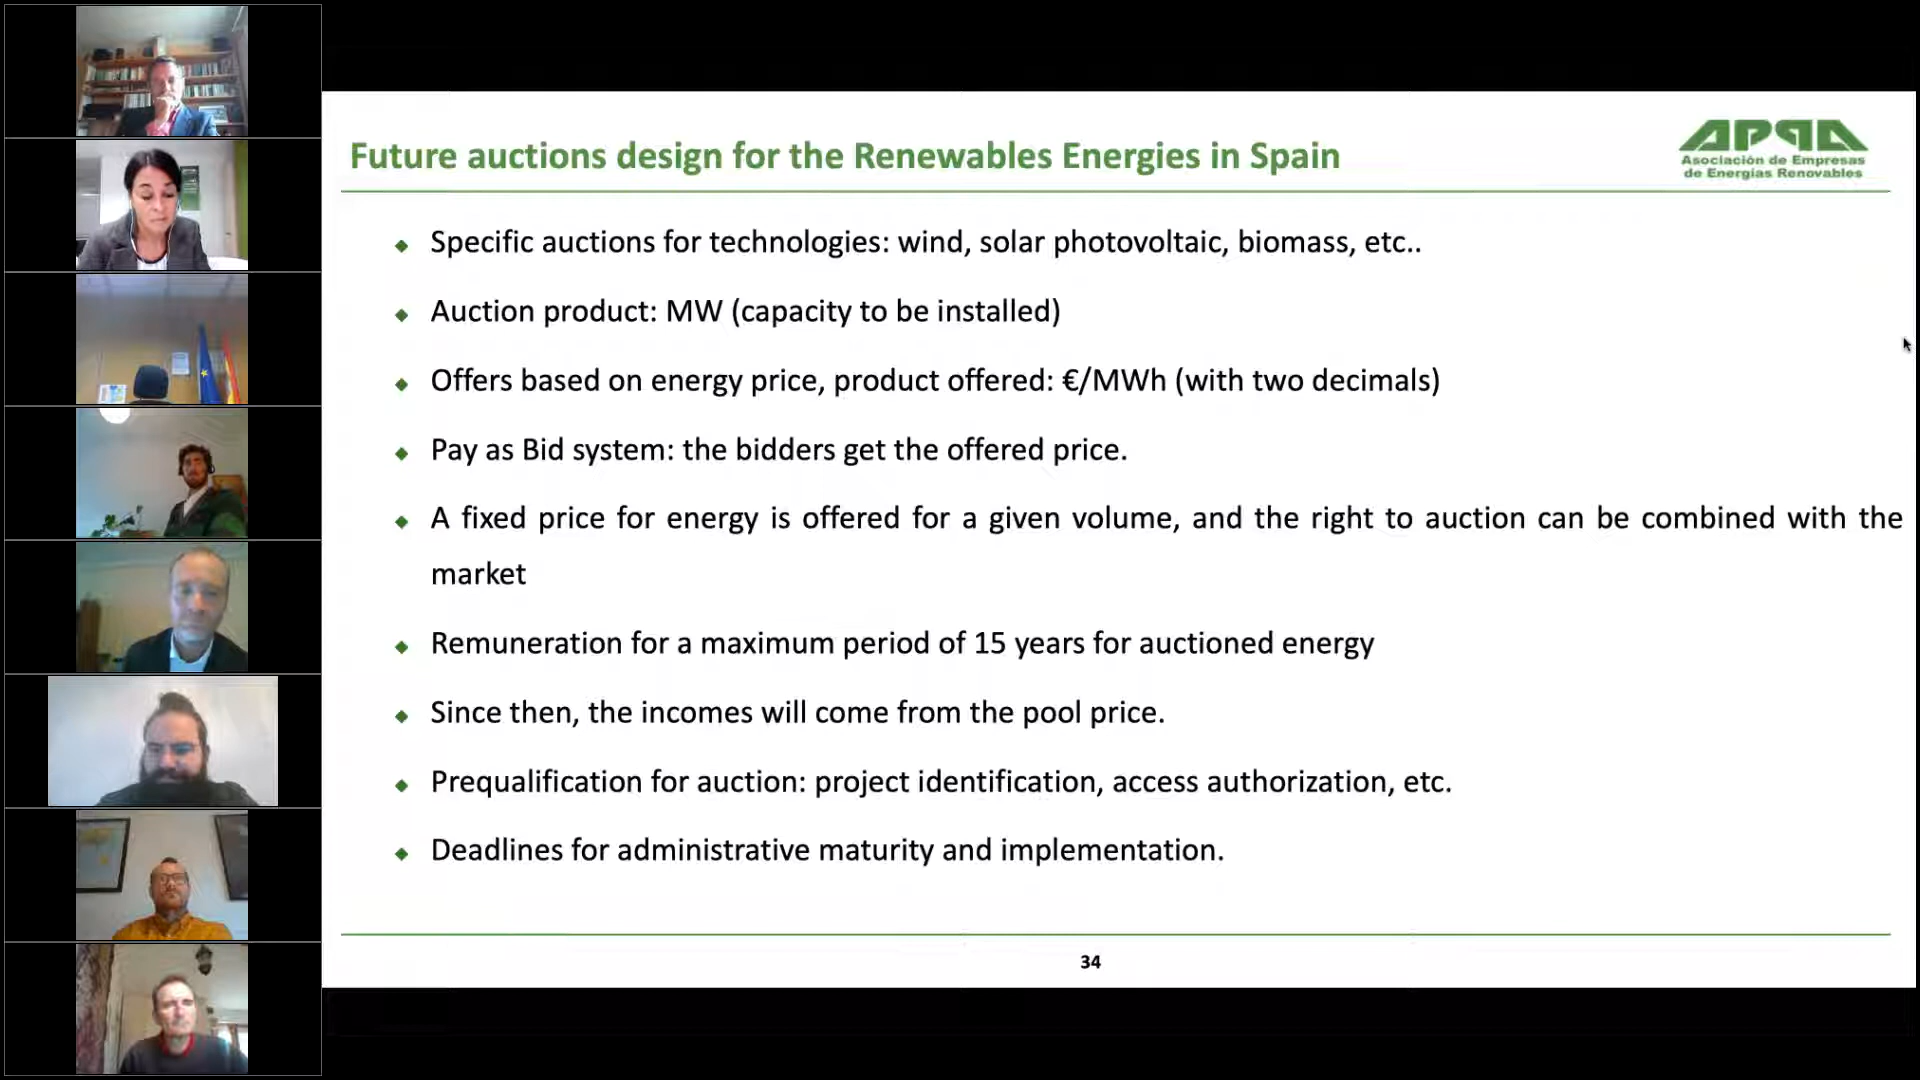 Future auctions design for the Renewables Energies in Spain
APPA
Asociación de Empresas
de Energías Renovables
Specific auctions for technologies: wind, solar photovoltaic, biomass, etc..
Auction product: MW (capacity to be installed)
Offers based on energy price, product offered: €/MWh (with two decimals)
Pay as Bid system: the bidders get the offered price.
A fixed price for energy is offered for a given volume, and the right to auction can be combined with the
market
Remuneration for a maximum period of 15 years for auctioned energy
Since then, the incomes will come from the pool price.
Prequalification for auction: project identification, access authorization, etc.
Deadlines for administrative maturity and implementation.
34